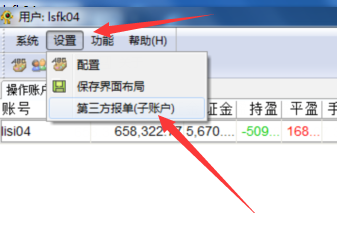 用户: lsfk04
系统 设置 功能 帮助(H)
配置
保存界面布局
第三方报单(子账户)
操作账户
账号 证金 持盈 平盈 手
lisi04 658,322. 5,670.... -509... 168...